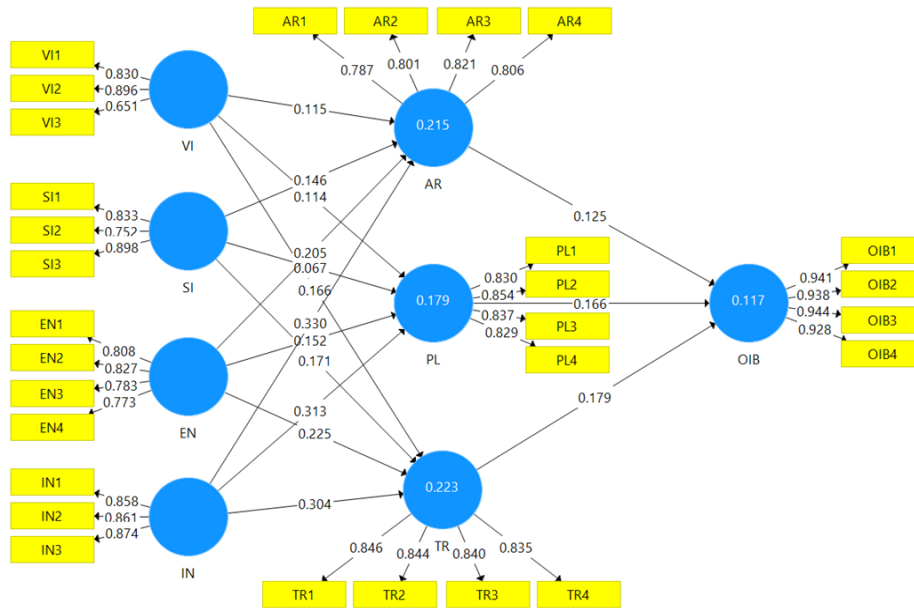 AR1 AR2 AR3 AR4
0.787 0.801 0.821 0.806
VI1
VI2
VI3
0.830
0.896
0.651
VI
0.115
0.215
AR
0.146
0.114
SI1
SI2
SI3
0.833
0.752
0.898
SI
0.205
0.067
0.166
0.125
PL1
PL2
PL3
PL4
0.830
0.854
0.837
0.829
0.179
PL
0.166
0.117
OIB
0.941
0.938
0.944
0.928
OIB1
OIB2
OIB3
OIB4
EN1
EN2
EN3
EN4
0.808
0.827
0.783
0.773
EN
0.330
0.152
0.171
0.313
0.225
0.179
IN1
IN2
IN3
0.858
0.861
0.874
IN
0.304
0.223
TR
0.846 0.844 0.840 0.835
TR1 TR2 TR3 TR4